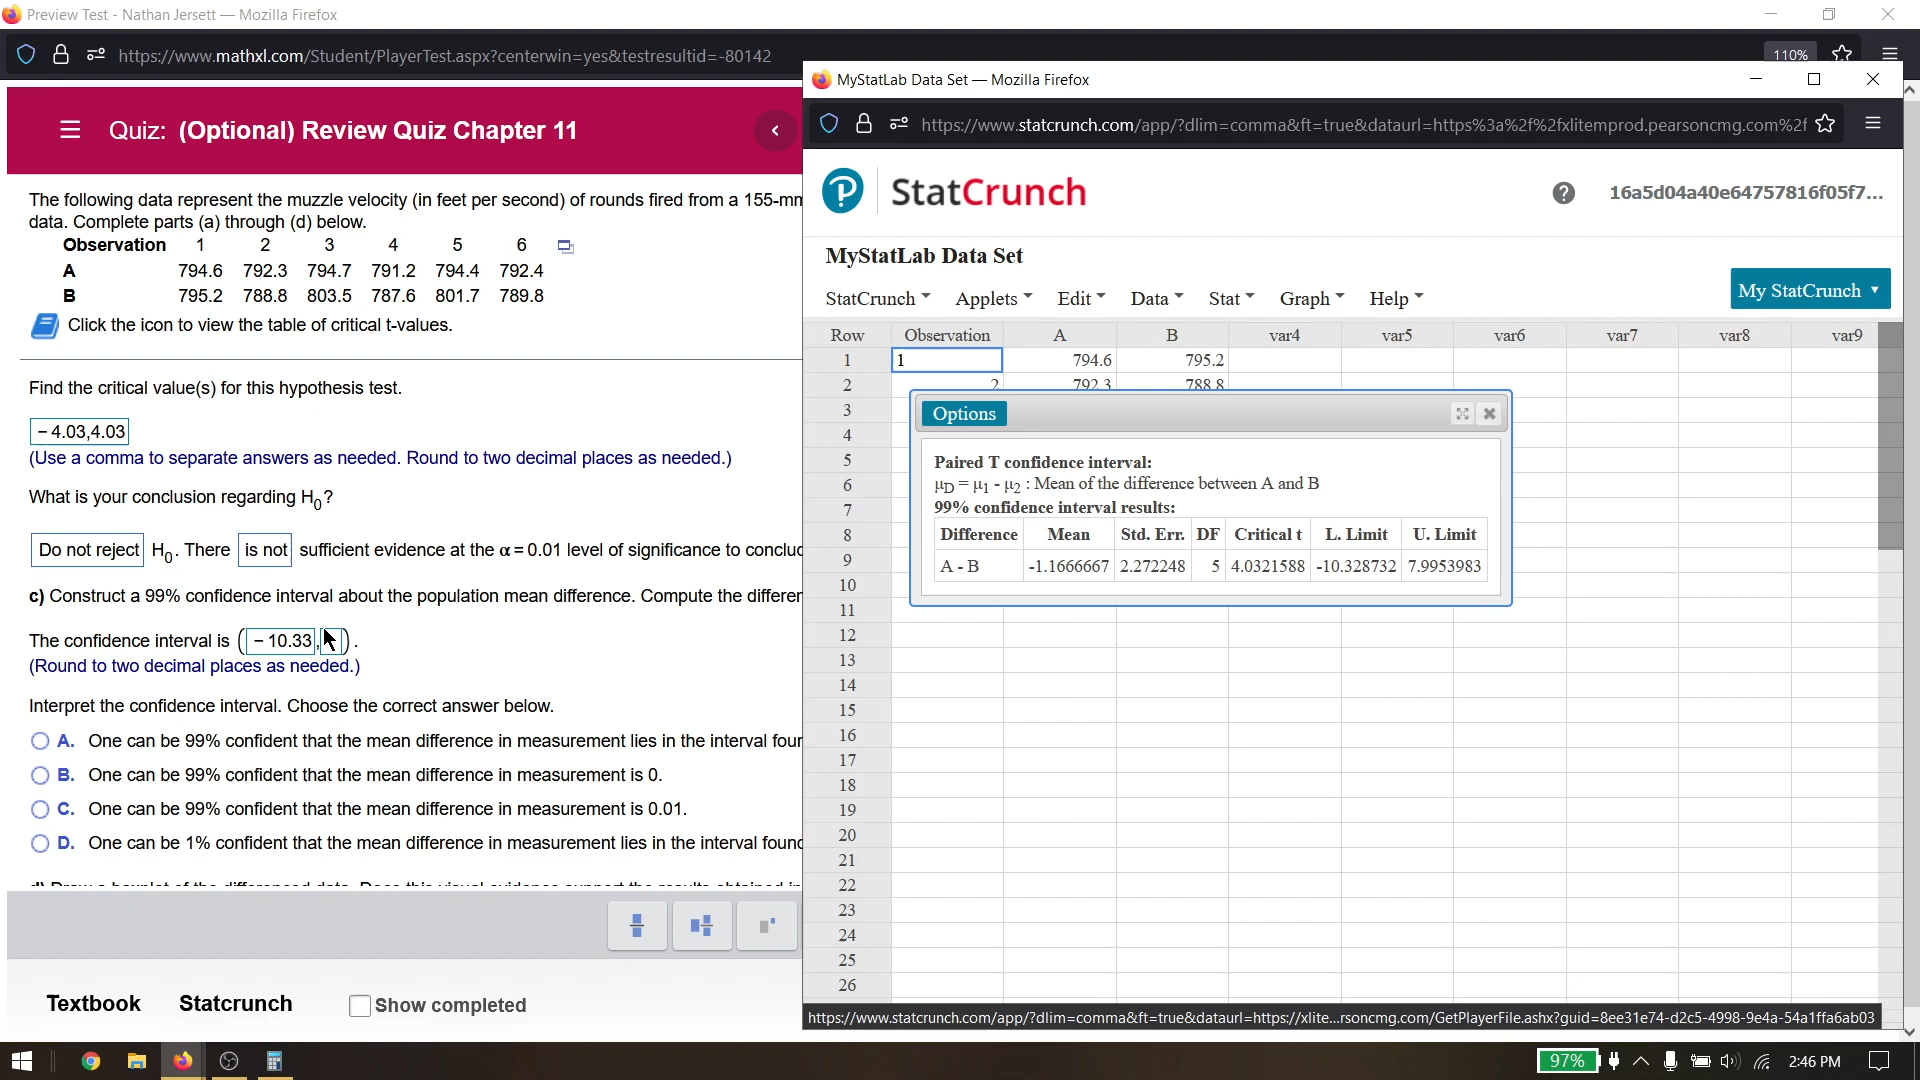 Preview Test - Nathan Jersett — Mozilla Firefox
https://www.mathxl.com/Student/PlayerTest.aspx?centerwin=yes&testresultid=-80142
110%
Quiz: (Optional) Review Quiz Chapter 11
The following data represent the muzzle velocity (in feet per second) of rounds fired from a 155-mm
data. Complete parts (a) through (d) below.
Observation 1 2 3 4 5 6
A 794.6 792.3 794.7 791.2 794.4 792.4
B 795.2 788.8 803.5 787.6 801.7 789.8
Click the icon to view the table of critical t-values.
Find the critical value(s) for this hypothesis test.
− 4.03,4.03
(Use a comma to separate answers as needed. Round to two decimal places as needed.)
What is your conclusion regarding H0?
Do not reject H0. There is not sufficient evidence at the α = 0.01 level of significance to conclud
c) Construct a 99% confidence interval about the population mean difference. Compute the differen
The confidence interval is ( − 10.33, ).
(Round to two decimal places as needed.)
Interpret the confidence interval. Choose the correct answer below.
A. One can be 99% confident that the mean difference in measurement lies in the interval four
B. One can be 99% confident that the mean difference in measurement is 0.
C. One can be 99% confident that the mean difference in measurement is 0.01.
D. One can be 1% confident that the mean difference in measurement lies in the interval found
Textbook Statcrunch Show completed
MyStatLab Data Set — Mozilla Firefox
https://www.statcrunch.com/app/?dlim=comma&ft=true&dataurl=https%3a%2f%2fxlitemprod.pearsoncmg.com%2f
P StatCrunch
? 16a5d04a40e64757816f05f7...
MyStatLab Data Set
StatCrunch Applets Edit Data Stat Graph Help
My StatCrunch
Row Observation A B var4 var5 var6 var7 var8 var9
1 1 794.6 795.2
2 2 792.3 788.8
3
4
5
6
7
8
9
10
11
12
13
14
15
16
17
18
19
20
21
22
23
24
25
26
Options
Paired T confidence interval:
μD = μ1 - μ2 : Mean of the difference between A and B
99% confidence interval results:
Difference Mean Std. Err. DF Critical t L. Limit U. Limit
A - B -1.1666667 2.272248 5 4.0321588 -10.328732 7.9953983
https://www.statcrunch.com/app/?dlim=comma&ft=true&dataurl=https://xlite...rsoncmg.com/GetPlayerFile.ashx?guid=8ee31e74-d2c5-4998-9e4a-54a1ffa6ab03
97%
2:46 PM